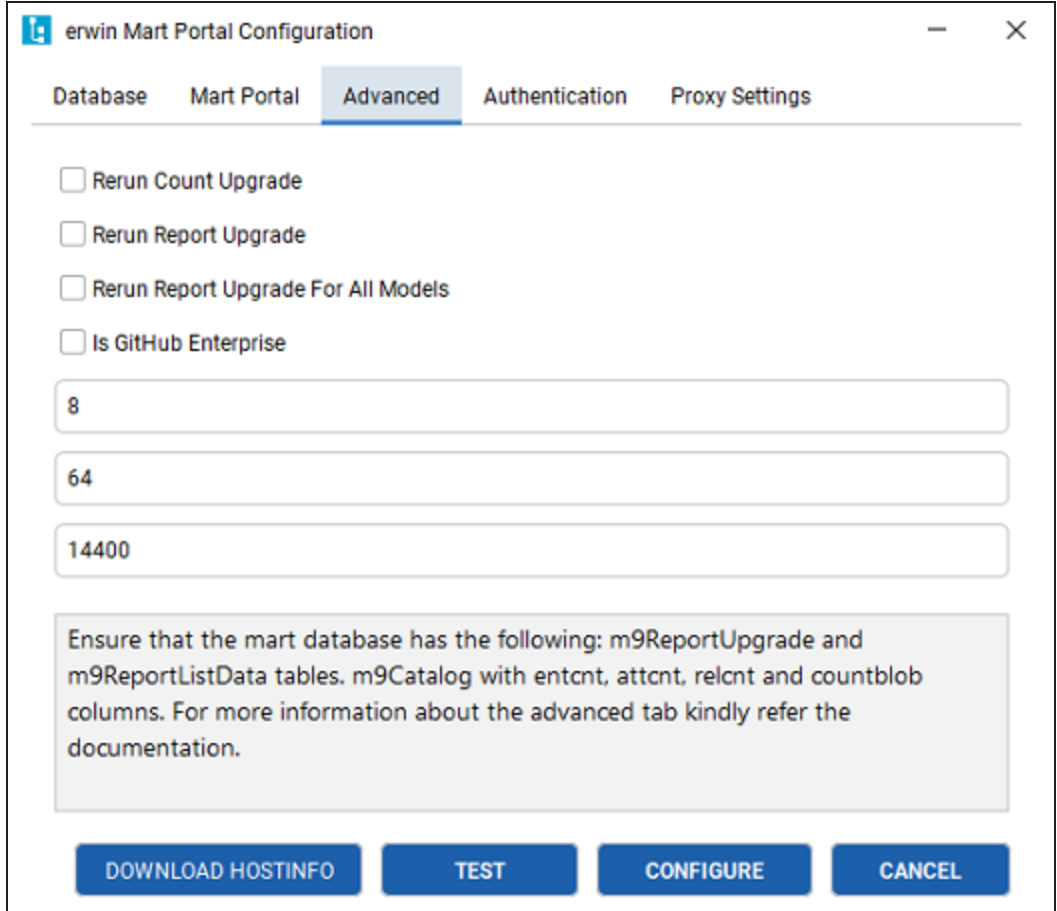 erwin Mart Portal Configuration
Database Mart Portal Advanced Authentication Proxy Settings
Rerun Count Upgrade
Rerun Report Upgrade
Rerun Report Upgrade For All Models
Is GitHub Enterprise
8
64
14400
Ensure that the mart database has the following: m9ReportUpgrade and
m9ReportListData tables. m9Catalog with entcnt, attcnt, relcnt and countblob
columns. For more information about the advanced tab kindly refer the
documentation.
DOWNLOAD HOSTINFO TEST CONFIGURE CANCEL